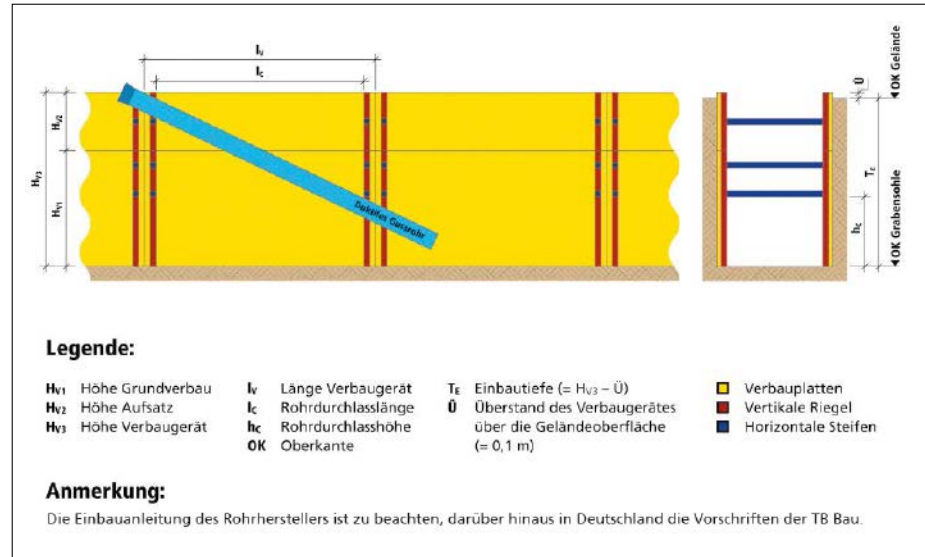 lV
lC
HV2
HV1
HV3
Duktiles Gussrohr
Ü
TE
hC
OK Gelände
OK Grabensohle
Legende:
HV1 Höhe Grundverbau
HV2 Höhe Aufsatz
HV3 Höhe Verbaugerät
lV Länge Verbaugerät
lC Rohrdurchlasslänge
hC Rohrdurchlasshöhe
OK Oberkante
TE Einbautiefe (= HV3 – Ü)
Ü Überstand des Verbaugerätes
über die Geländeoberfläche
(= 0,1 m)
Verbauplatten
Vertikale Riegel
Horizontale Steifen
Anmerkung:
Die Einbauanleitung des Rohrherstellers ist zu beachten, darüber hinaus in Deutschland die Vorschriften der TB Bau.